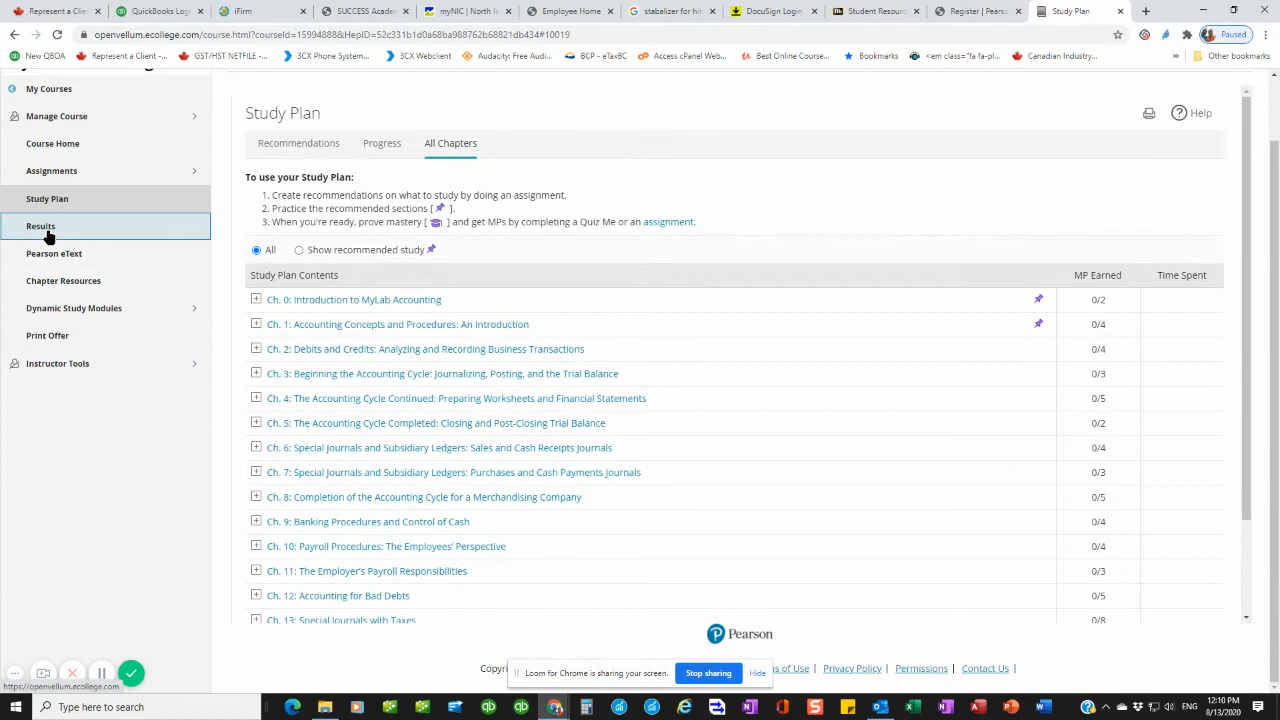 Represent a Client
QuickBooks Login
iFirm
SUCCESS Acade
myNIC | North Is
Employee Home
stabalizer for hi
DocuSign Login
Student Resour
Register | Pearso
Study Plan
openvellum.ecollege.com/course.html?courseId=15994888&HepID=52c331b1d0a68ba988762b68821db434#10019
Paused
New QBOA
Represent a Client
GST/HST NETFILE -
3CX Phone System
3CX Webclient
Audacity Free Audi
BCP - eTaxBC
cPanel Web
Best Online Course
Bookmarks
<em class="fa fa-pl
Canadian Industry
Other bookmarks
My Courses
Manage Course
Course Home
Assignments
Study Plan
Results
Pearson eText
Chapter Resources
Dynamic Study Modules
Print Offer
Instructor Tools
Study Plan
Help
Recommendations
Progress
All Chapters
To use your Study Plan:
1. Create recommendations on what to study by doing an assignment.
2. Practice the recommended sections [ ].
3. When you're ready, prove mastery [ ] and get MPs by completing a Quiz Me or an assignment.
All
Show recommended study
Study Plan Contents MP Earned Time Spent
Ch. 0: Introduction to MyLab Accounting 0/2
Ch. 1: Accounting Concepts and Procedures: An Introduction 0/4
Ch. 2: Debits and Credits: Analyzing and Recording Business Transactions 0/4
Ch. 3: Beginning the Accounting Cycle: Journalizing, Posting, and the Trial Balance 0/3
Ch. 4: The Accounting Cycle Continued: Preparing Worksheets and Financial Statements 0/5
Ch. 5: The Accounting Cycle Completed: Closing and Post-Closing Trial Balance 0/2
Ch. 6: Special Journals and Subsidiary Ledgers: Sales and Cash Receipts Journals 0/4
Ch. 7: Special Journals and Subsidiary Ledgers: Purchases and Cash Payments Journals 0/3
Ch. 8: Completion of the Accounting Cycle for a Merchandising Company 0/5
Ch. 9: Banking Procedures and Control of Cash 0/4
Ch. 10: Payroll Procedures: The Employees' Perspective 0/4
Ch. 11: The Employer's Payroll Responsibilities 0/3
Ch. 12: Accounting for Bad Debts 0/5
Ch. 13: Special Journals with Taxes 0/8
Pearson
Copyri
s of Use | Privacy Policy | Permissions | Contact Us |
Loom for Chrome is sharing your screen.
Stop sharing
Hide
https://openvellum.ecollege.com
Type here to search
12:10 PM
8/13/2020